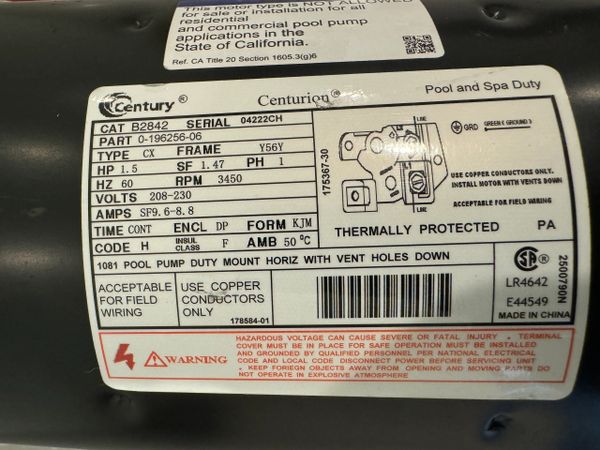 This motor type is NOT ALLOWED
for sale or installation for all
residential
and commercial pool pump
applications in the
State of California.
Ref. CA Title 20 Section 1605.3(g)6
Century®
Centurion®
Pool and Spa Duty
CAT B2842 SERIAL 04222CH
PART 0-196256-06
TYPE CX FRAME Y56Y
HP 1.5 SF 1.47 PH 1
HZ 60 RPM 3450
VOLTS 208-230
AMPS SF9.6-8.8
TIME CONT ENCL DP FORM KJM
CODE H INSUL CLASS F AMB 50°C
175367-30
LINE
L1
LINE
GRD GREEN( GROUND )
USE COPPER CONDUCTORS ONLY.
INSTALL MOTOR WITH VENTS DOWN
ACCEPTABLE FOR FIELD WIRING
THERMALLY PROTECTED PA
1081 POOL PUMP DUTY MOUNT HORIZ WITH VENT HOLES DOWN
ACCEPTABLE
FOR FIELD
WIRING
USE COPPER
CONDUCTORS
ONLY
178584-01
LR4642
E44549
MADE IN CHINA
2500790N
WARNING
HAZARDOUS VOLTAGE CAN CAUSE SEVERE OR FATAL INJURY . TERMINAL
COVER MUST BE IN PLACE FOR SAFE OPERATION. MUST BE INSTALLED
AND GROUNDED BY QUALIFIED PERSONNEL PER NATIONAL ELECTRICAL
CODE AND LOCAL CODE DISCONNECT POWER BEFORE SERVICING UNIT
. KEEP FORIEGN OBJECTS AWAY FROM OPENING AND MOVING PARTS DO
NOT OPERATE IN EXPLOSIVE ATMOSPHERE